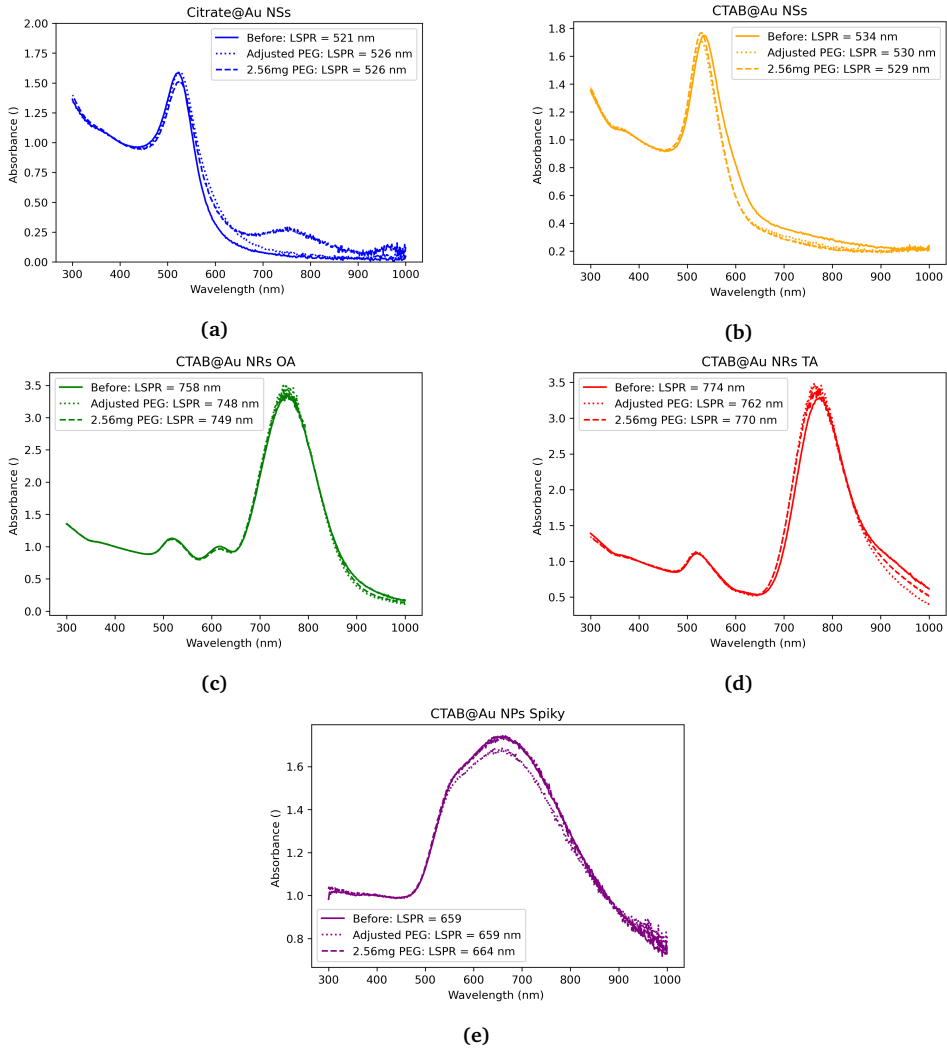 Citrate@Au NSs
2.00
1.75
1.50
1.25
1.00
0.75
0.50
0.25
0.00
Absorbance ()
Before: LSPR = 521 nm
Adjusted PEG: LSPR = 526 nm
2.56mg PEG: LSPR = 526 nm
300 400 500 600 700 800 900 1000
Wavelength (nm)
(a)
CTAB@Au NSs
1.8
1.6
1.4
1.2
1.0
0.8
0.6
0.4
0.2
Absorbance ()
Before: LSPR = 534 nm
Adjusted PEG: LSPR = 530 nm
2.56mg PEG: LSPR = 529 nm
300 400 500 600 700 800 900 1000
Wavelength (nm)
(b)
CTAB@Au NRs OA
3.5
3.0
2.5
2.0
1.5
1.0
0.5
0.0
Absorbance ()
Before: LSPR = 758 nm
Adjusted PEG: LSPR = 748 nm
2.56mg PEG: LSPR = 749 nm
300 400 500 600 700 800 900 1000
Wavelength (nm)
(c)
CTAB@Au NRs TA
3.5
3.0
2.5
2.0
1.5
1.0
0.5
Absorbance ()
Before: LSPR = 774 nm
Adjusted PEG: LSPR = 762 nm
2.56mg PEG: LSPR = 770 nm
300 400 500 600 700 800 900 1000
Wavelength (nm)
(d)
CTAB@Au NPs Spiky
1.6
1.4
1.2
1.0
0.8
Absorbance ()
Before: LSPR = 659
Adjusted PEG: LSPR = 659 nm
2.56mg PEG: LSPR = 664 nm
300 400 500 600 700 800 900 1000
Wavelength (nm)
(e)